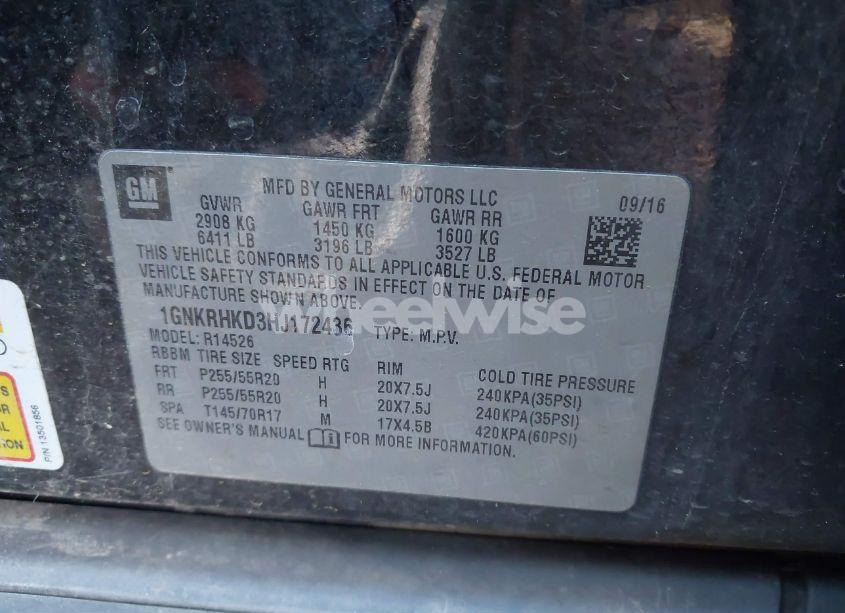 GM
MFD BY GENERAL MOTORS LLC
09/16
GVWR GAWR FRT GAWR RR
2908 KG 1450 KG 1600 KG
6411 LB 3196 LB 3527 LB
THIS VEHICLE CONFORMS TO ALL APPLICABLE U.S. FEDERAL MOTOR
VEHICLE SAFETY STANDARDS IN EFFECT ON THE DATE OF
MANUFACTURE SHOWN ABOVE.
wheelwise
1GNKRHKD3HJ172436 TYPE: M.P.V.
MODEL: R14526
RBBM TIRE SIZE SPEED RTG RIM COLD TIRE PRESSURE
FRT P255/55R20 H 20X7.5J 240KPA(35PSI)
RR P255/55R20 H 20X7.5J 240KPA(35PSI)
SPA T145/70R17 M 17X4.5B 420KPA(60PSI)
SEE OWNER'S MANUAL FOR MORE INFORMATION.
P/N 13501856